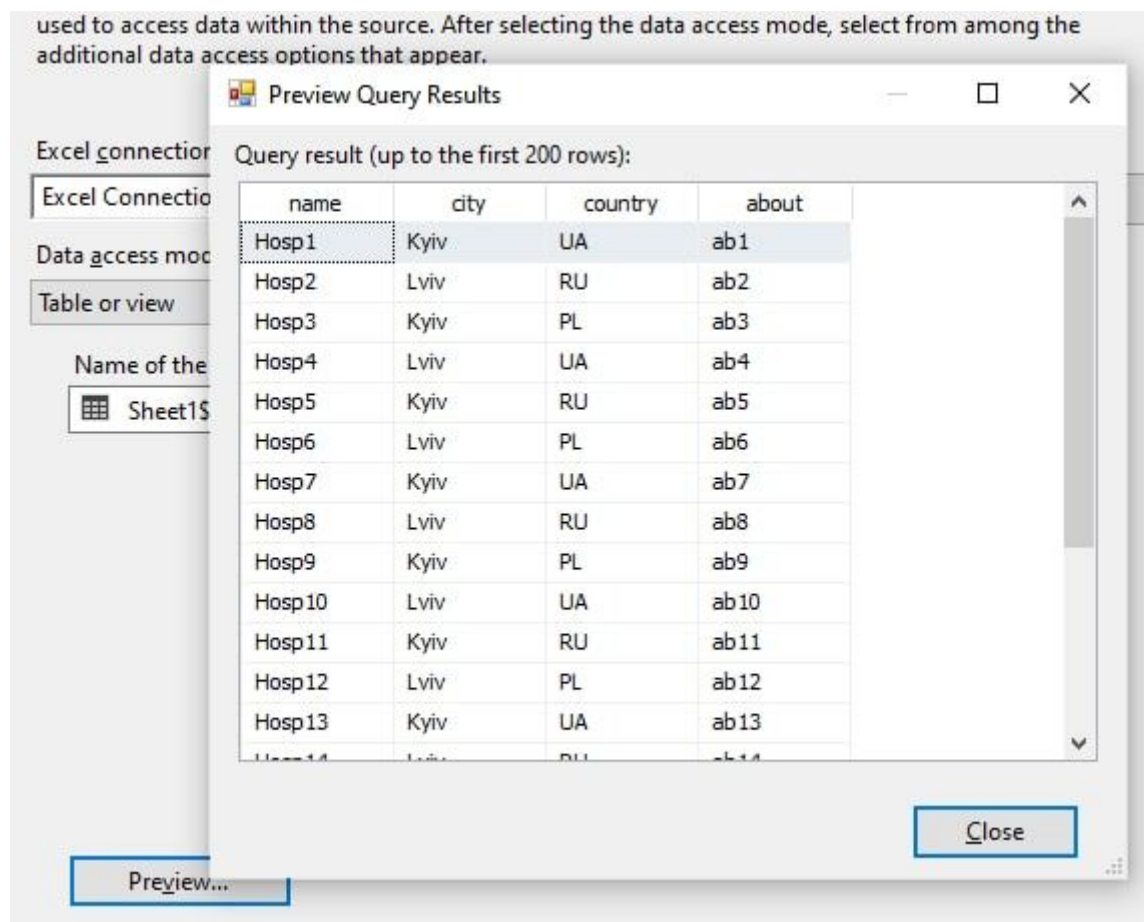 used to access data within the source. After selecting the data access mode, select from among the
additional data access options that appear.
Preview Query Results
Excel connection
Query result (up to the first 200 rows):
Excel Connectio
name city country about
Hosp1 Kyiv UA ab1
Data access mod
Hosp2 Lviv RU ab2
Table or view
Hosp3 Kyiv PL ab3
Name of the
Hosp4 Lviv UA ab4
Sheet1$
Hosp5 Kyiv RU ab5
Hosp6 Lviv PL ab6
Hosp7 Kyiv UA ab7
Hosp8 Lviv RU ab8
Hosp9 Kyiv PL ab9
Hosp10 Lviv UA ab10
Hosp11 Kyiv RU ab11
Hosp12 Lviv PL ab12
Hosp13 Kyiv UA ab13
Hosp14 Lviv RU ab14
Close
Preview...